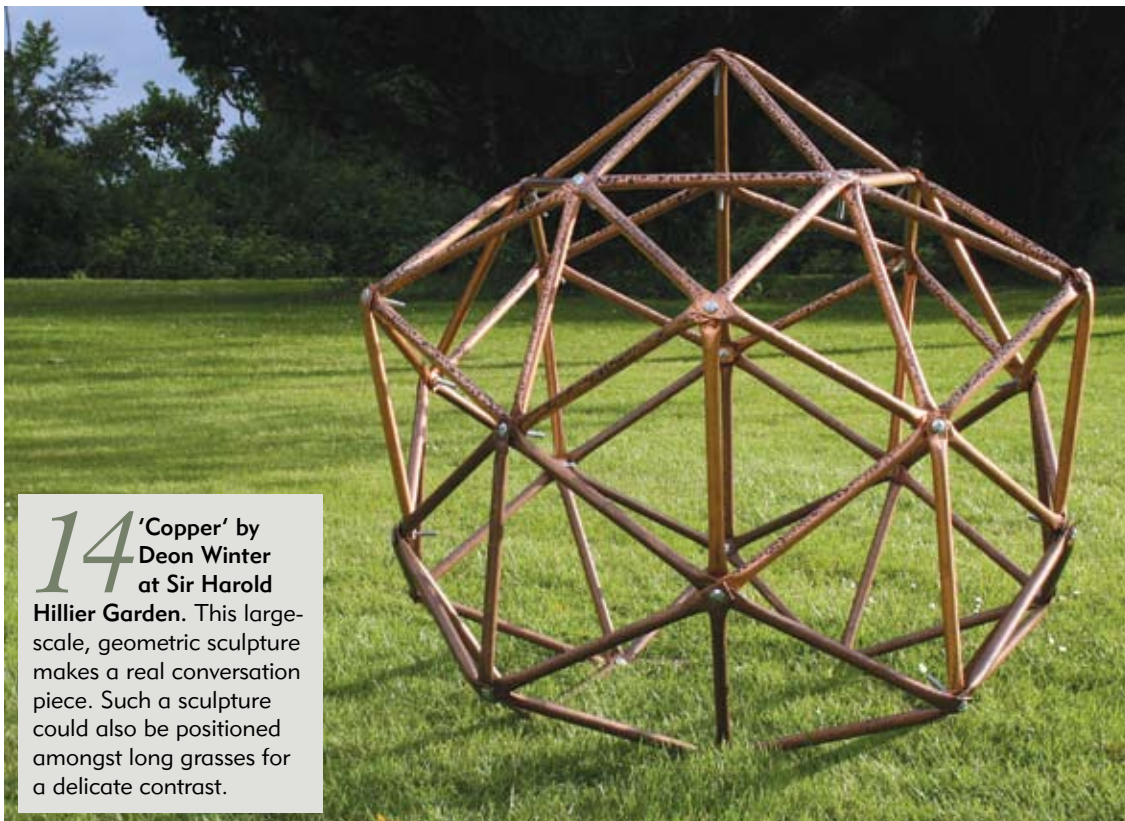 14 'Copper' by
Deon Winter
at Sir Harold
Hillier Garden. This large-
scale, geometric sculpture
makes a real conversation
piece. Such a sculpture
could also be positioned
amongst long grasses for
a delicate contrast.